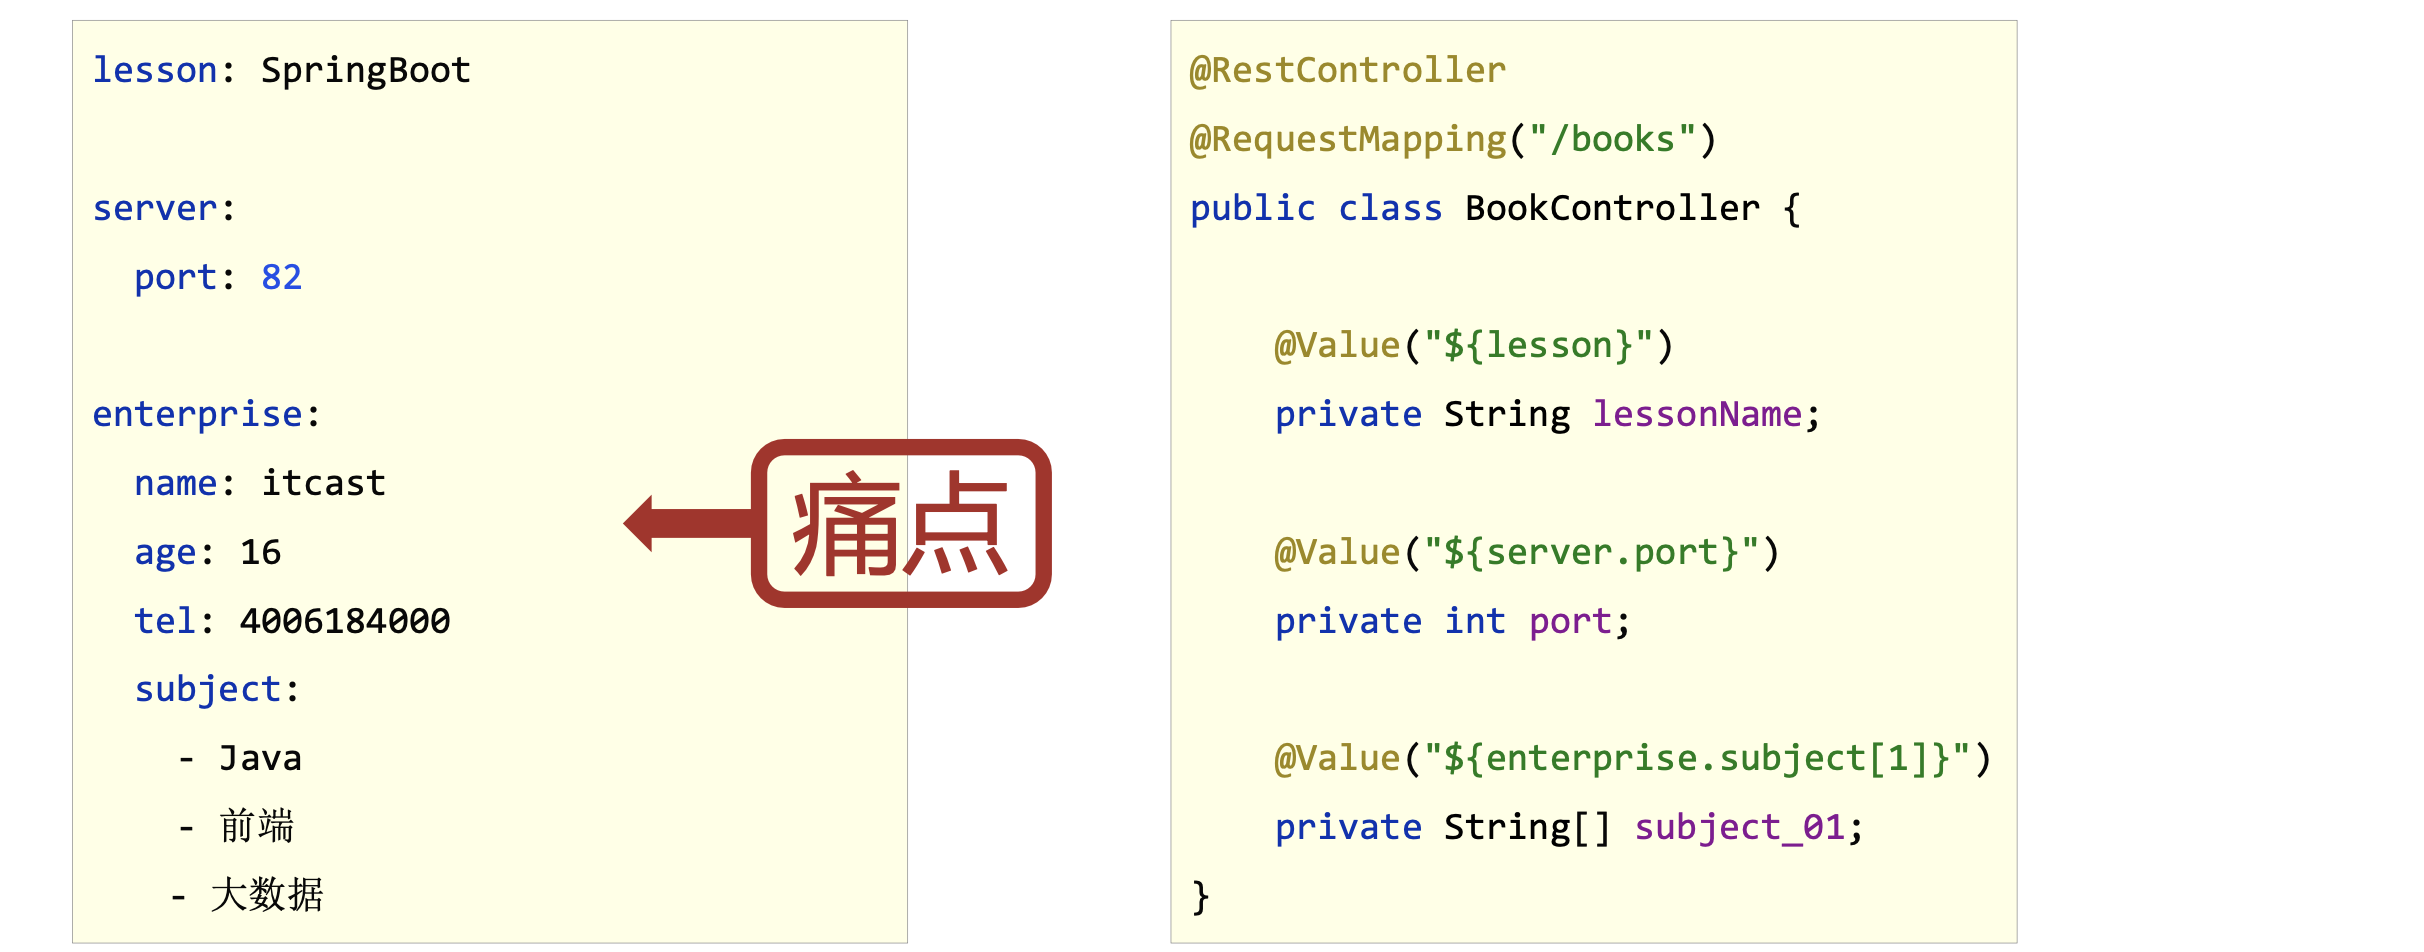 lesson: SpringBoot
server:
  port: 82
enterprise:
  name: itcast
  age: 16
  tel: 4006184000
  subject:
    - Java
    - 前端
    - 大数据
痛点
@RestController
@RequestMapping("/books")
public class BookController {
    @Value("${lesson}")
    private String lessonName;
    @Value("${server.port}")
    private int port;
    @Value("${enterprise.subject[1]}")
    private String[] subject_01;
}